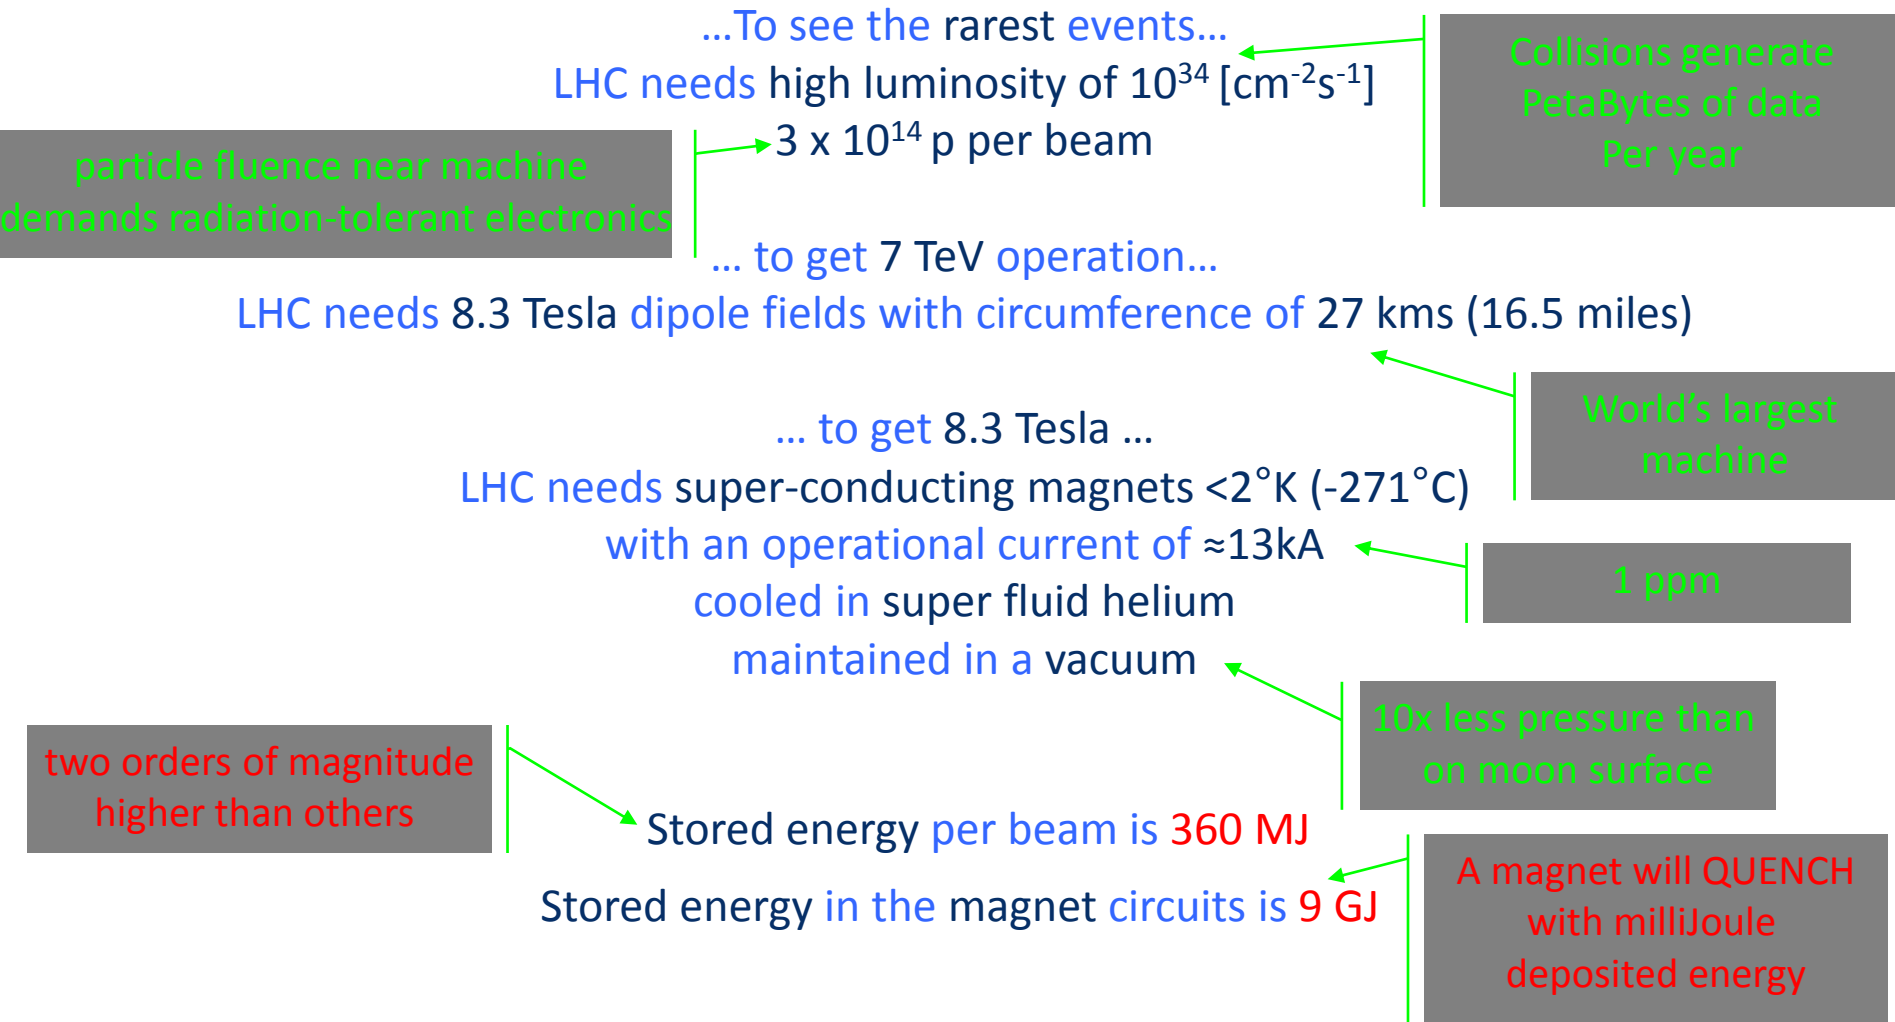 …To see the rarest events…
LHC needs high luminosity of 10³⁴ [cm⁻²s⁻¹]
3 x 10¹⁴ p per beam
Collisions generate
PetaBytes of data
Per year
particle fluence near machine
demands radiation-tolerant electronics
… to get 7 TeV operation…
LHC needs 8.3 Tesla dipole fields with circumference of 27 kms (16.5 miles)
World’s largest
machine
… to get 8.3 Tesla …
LHC needs super-conducting magnets <2°K (-271°C)
with an operational current of ≈13kA
1 ppm
cooled in super fluid helium
maintained in a vacuum
10x less pressure than
on moon surface
two orders of magnitude
higher than others
Stored energy per beam is 360 MJ
Stored energy in the magnet circuits is 9 GJ
A magnet will QUENCH
with milliJoule
deposited energy